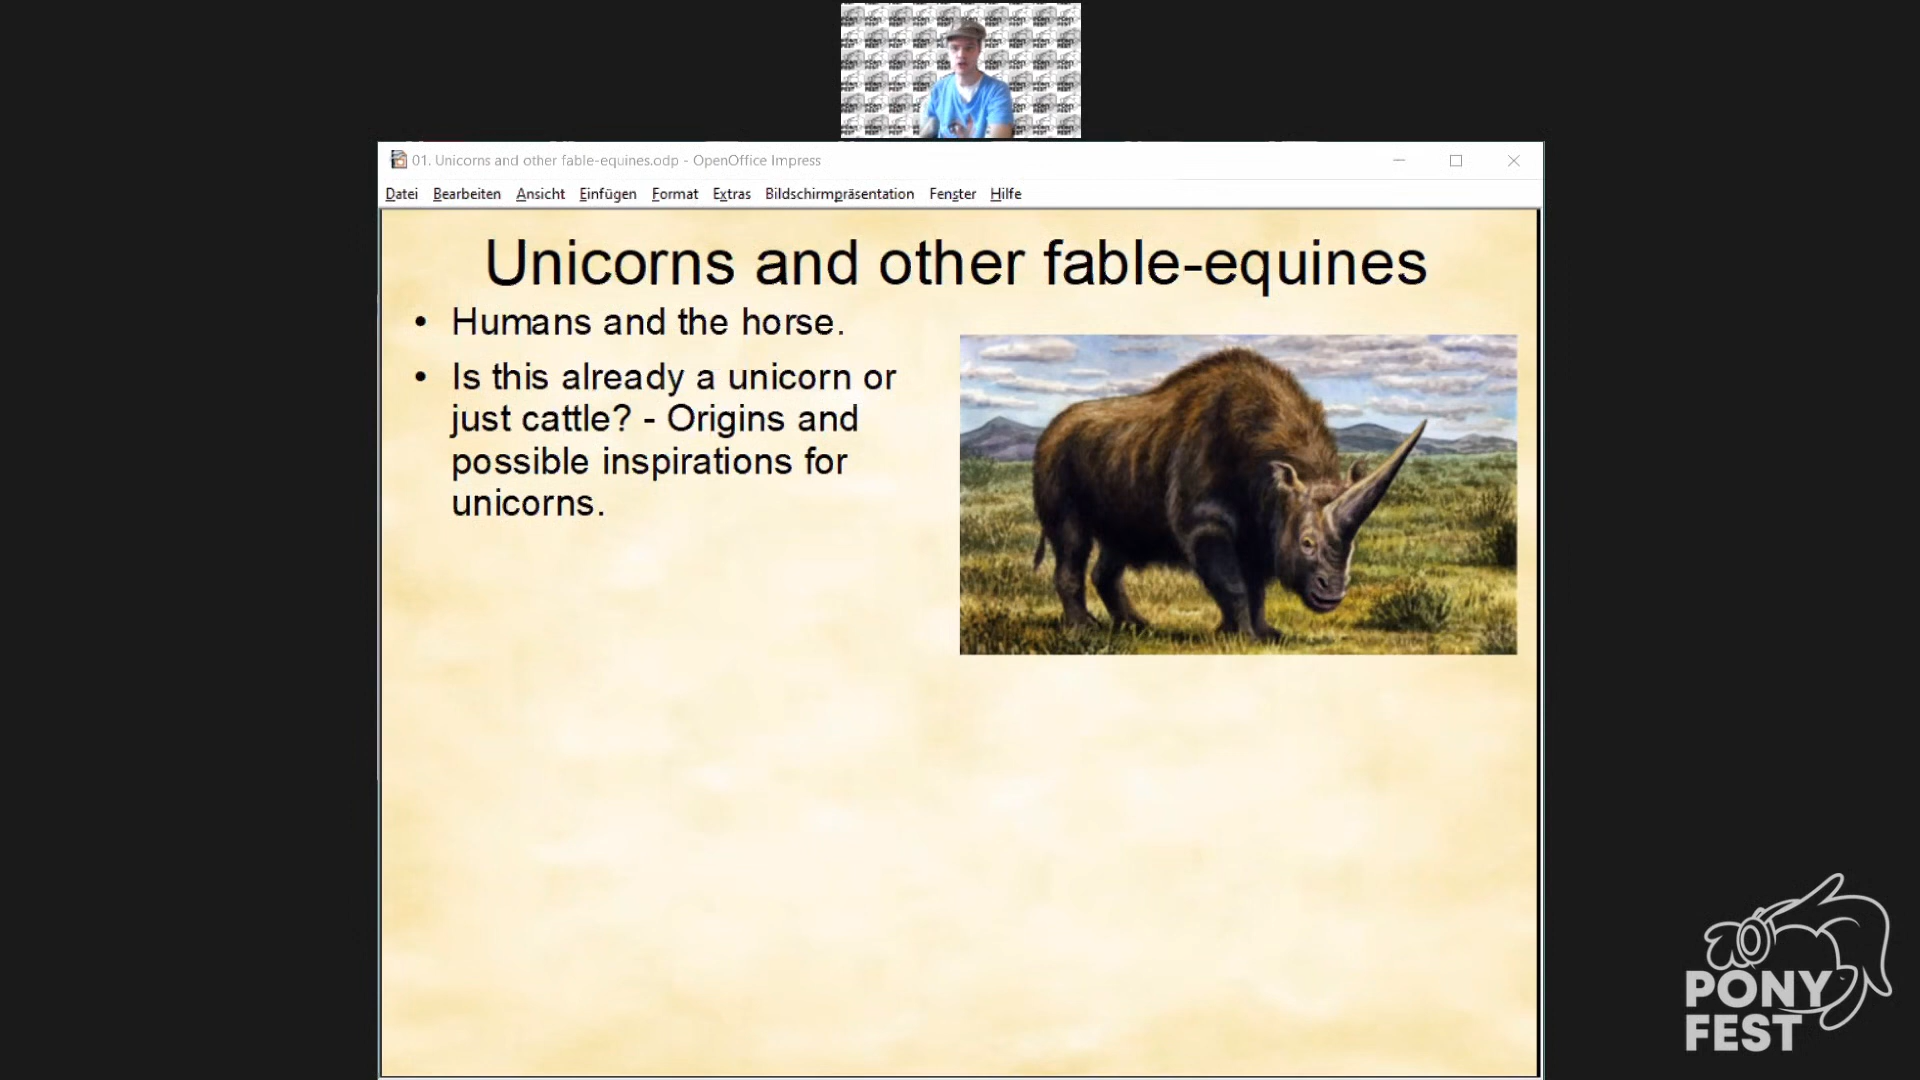 01. Unicorns and other fable-equines.odp - OpenOffice Impress
Datei Bearbeiten Ansicht Einfügen Format Extras Bildschirmpräsentation Fenster Hilfe
Unicorns and other fable-equines
• Humans and the horse.
• Is this already a unicorn or
just cattle? - Origins and
possible inspirations for
unicorns.
PONY
FEST